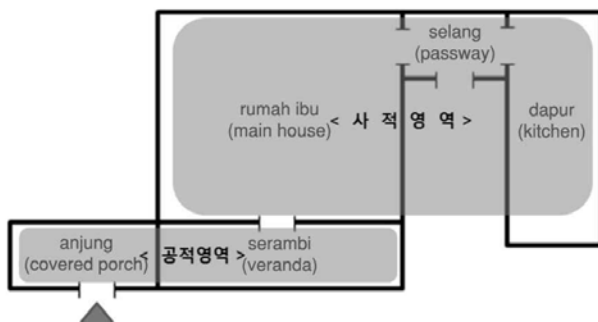 selang
(passway)
rumah ibu
(main house)
< 사 적 영 역 >
dapur
(kitchen)
anjung
(covered porch)
< 공적영역 >
serambi
(veranda)